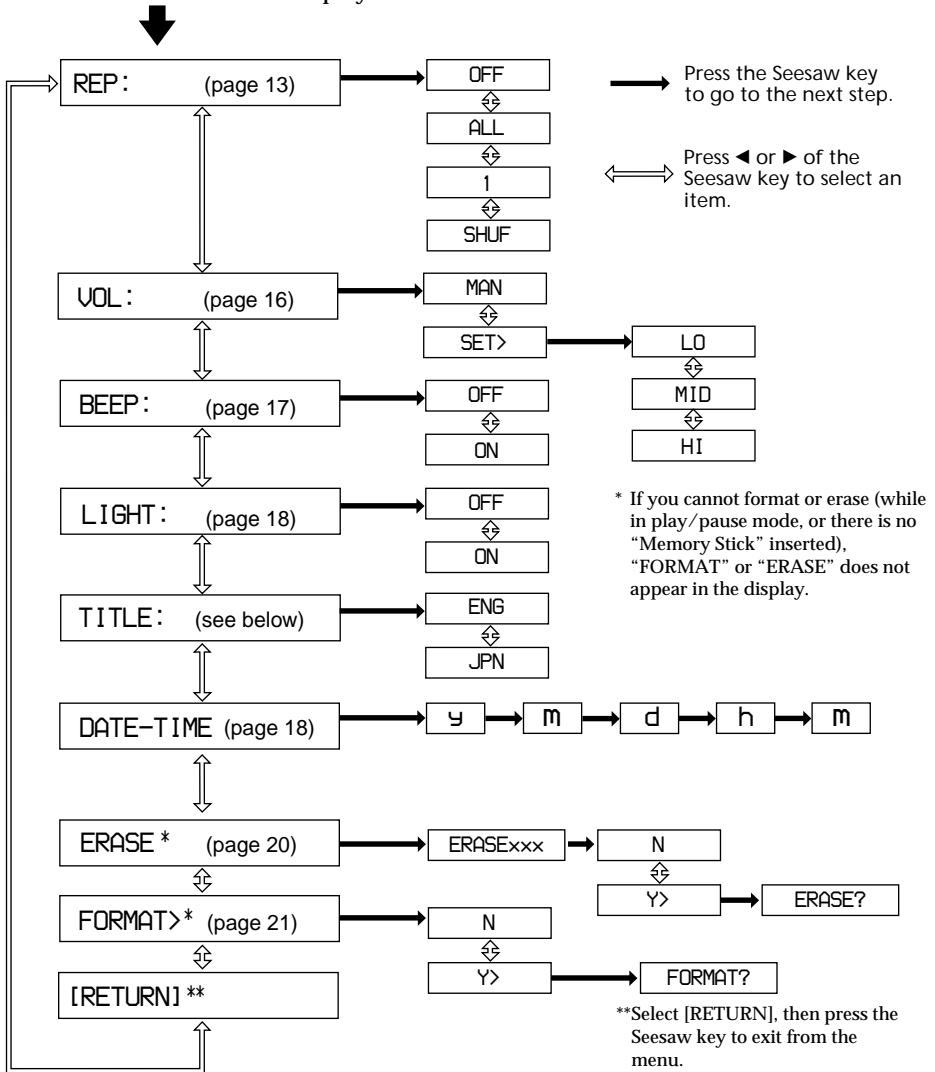 REP: (page 13)
OFF
ALL
1
SHUF
Press the Seesaw key
to go to the next step.
Press ◄ or ► of the
Seesaw key to select an
item.
VOL: (page 16)
MAN
SET>
LO
MID
HI
BEEP: (page 17)
OFF
ON
LIGHT: (page 18)
OFF
ON
* If you cannot format or erase (while
in play/pause mode, or there is no
“Memory Stick” inserted),
“FORMAT” or “ERASE” does not
appear in the display.
TITLE: (see below)
ENG
JPN
DATE-TIME (page 18)
y m d h m
ERASE* (page 20)
ERASExxx
N
Y>
ERASE?
FORMAT>* (page 21)
N
Y>
FORMAT?
[RETURN]**
**Select [RETURN], then press the
Seesaw key to exit from the
menu.